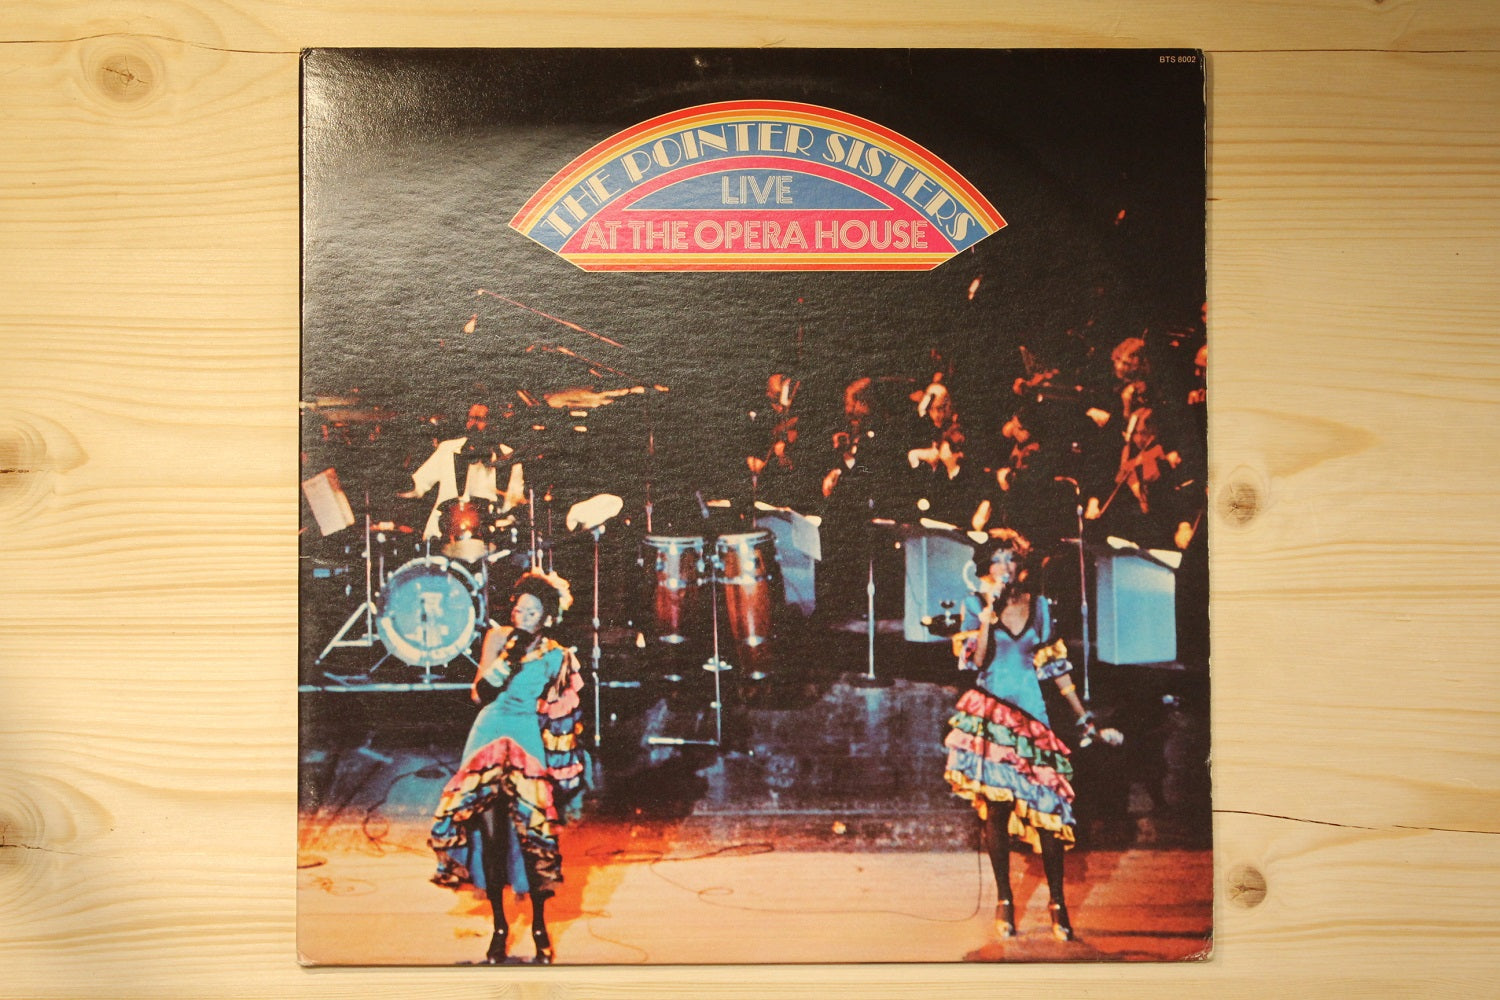 BTS 8002
THE POINTER SISTERS
LIVE
AT THE OPERA HOUSE